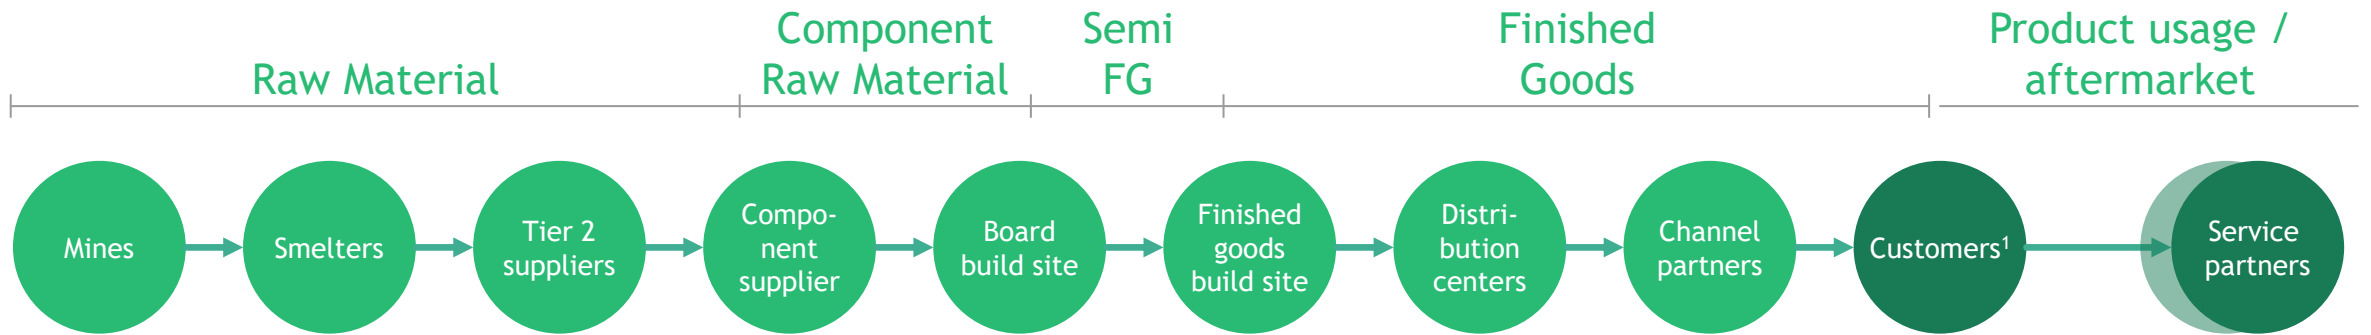 Raw Material
Component
Raw Material
Semi
FG
Finished
Goods
Product usage /
aftermarket
Mines
Smelters
Tier 2
suppliers
Compo-
nent
supplier
Board
build site
Finished
goods
build site
Distri-
bution
centers
Channel
partners
Customers¹
Service
partners